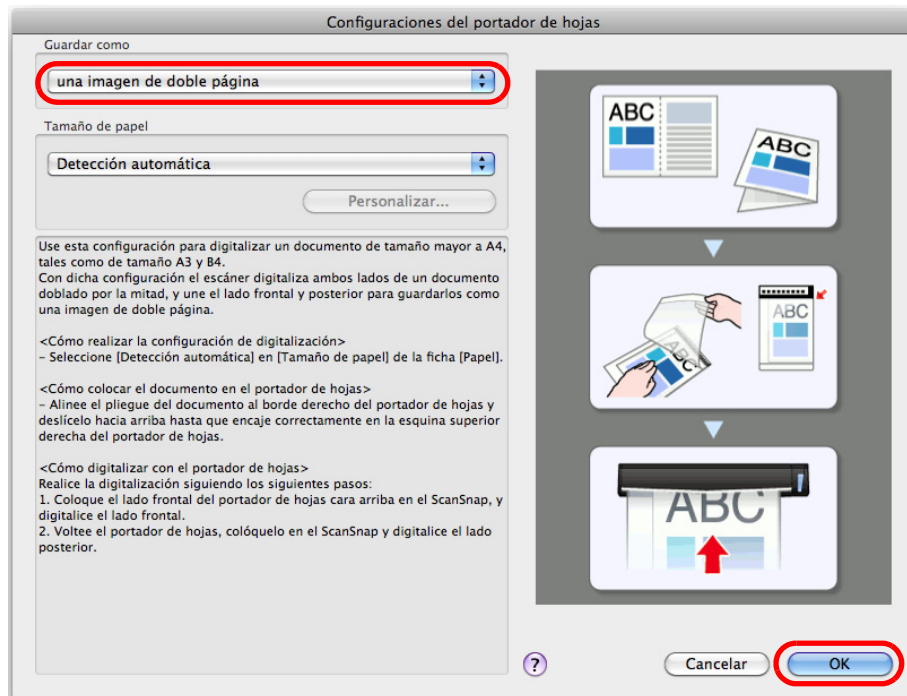 Configuraciones del portador de hojas
Guardar como
una imagen de doble página
Tamaño de papel
Detección automática
Personalizar...
Use esta configuración para digitalizar un documento de tamaño mayor a A4,
tales como de tamaño A3 y B4.
Con dicha configuración el escáner digitaliza ambos lados de un documento
doblado por la mitad, y une el lado frontal y posterior para guardarlos como
una imagen de doble página.
<Cómo realizar la configuración de digitalización>
– Seleccione [Detección automática] en [Tamaño de papel] de la ficha [Papel].
<Cómo colocar el documento en el portador de hojas>
– Alinee el pliegue del documento al borde derecho del portador de hojas y
deslícelo hacia arriba hasta que encaje correctamente en la esquina superior
derecha del portador de hojas.
<Cómo digitalizar con el portador de hojas>
Realice la digitalización siguiendo los siguientes pasos:
1. Coloque el lado frontal del portador de hojas cara arriba en el ScanSnap, y
digitalice el lado frontal.
2. Voltee el portador de hojas, colóquelo en el ScanSnap y digitalice el lado
posterior.
ABC
ABC
ABC
ABC
ABC
?
Cancelar
OK